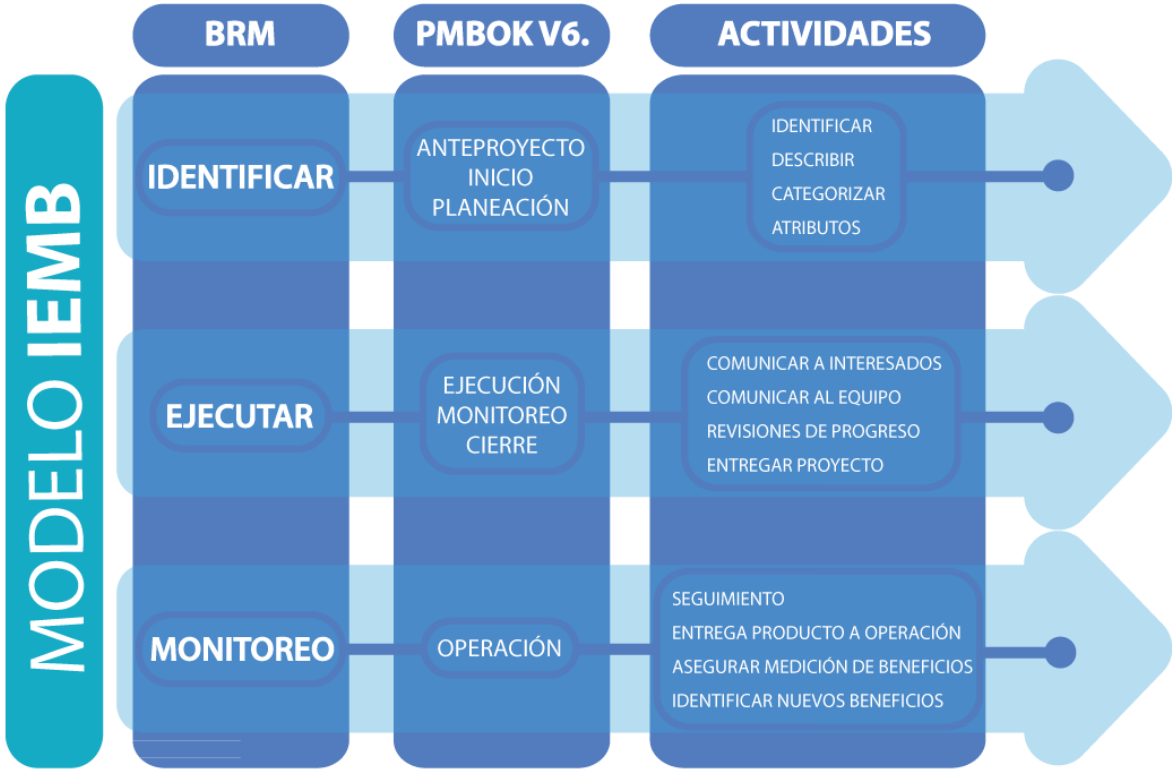 MODELO IEMB
BRM
PMBOK V6.
ACTIVIDADES
IDENTIFICAR
ANTEPROYECTO
INICIO
PLANEACIÓN
IDENTIFICAR
DESCRIBIR
CATEGORIZAR
ATRIBUTOS
EJECUTAR
EJECUCIÓN
MONITOREO
CIERRE
COMUNICAR A INTERESADOS
COMUNICAR AL EQUIPO
REVISIONES DE PROGRESO
ENTREGAR PROYECTO
MONITOREO
OPERACIÓN
SEGUIMIENTO
ENTREGA PRODUCTO A OPERACIÓN
ASEGURAR MEDICIÓN DE BENEFICIOS
IDENTIFICAR NUEVOS BENEFICIOS